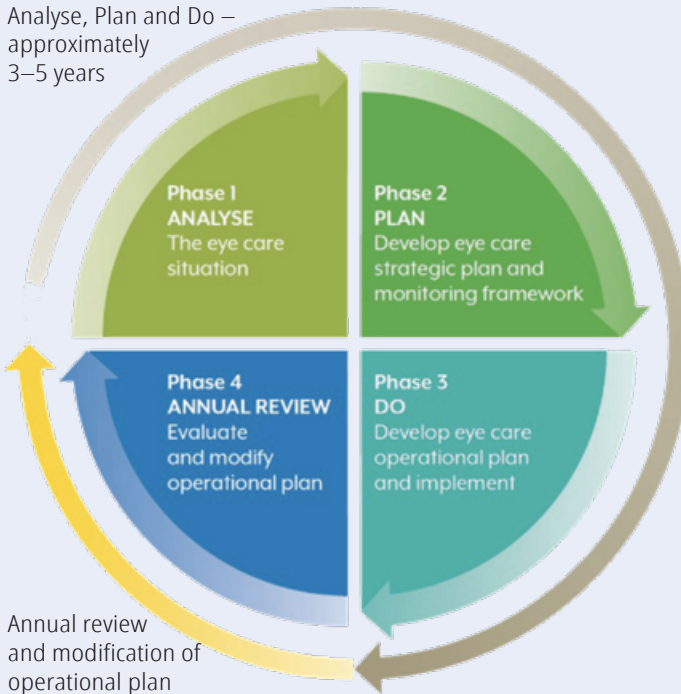 Analyse, Plan and Do –
approximately
3–5 years
Phase 1
ANALYSE
The eye care
situation
Phase 2
PLAN
Develop eye care
strategic plan and
monitoring framework
Phase 4
ANNUAL REVIEW
Evaluate
and modify
operational plan
Phase 3
DO
Develop eye care
operational plan
and implement
Annual review
and modification of
operational plan